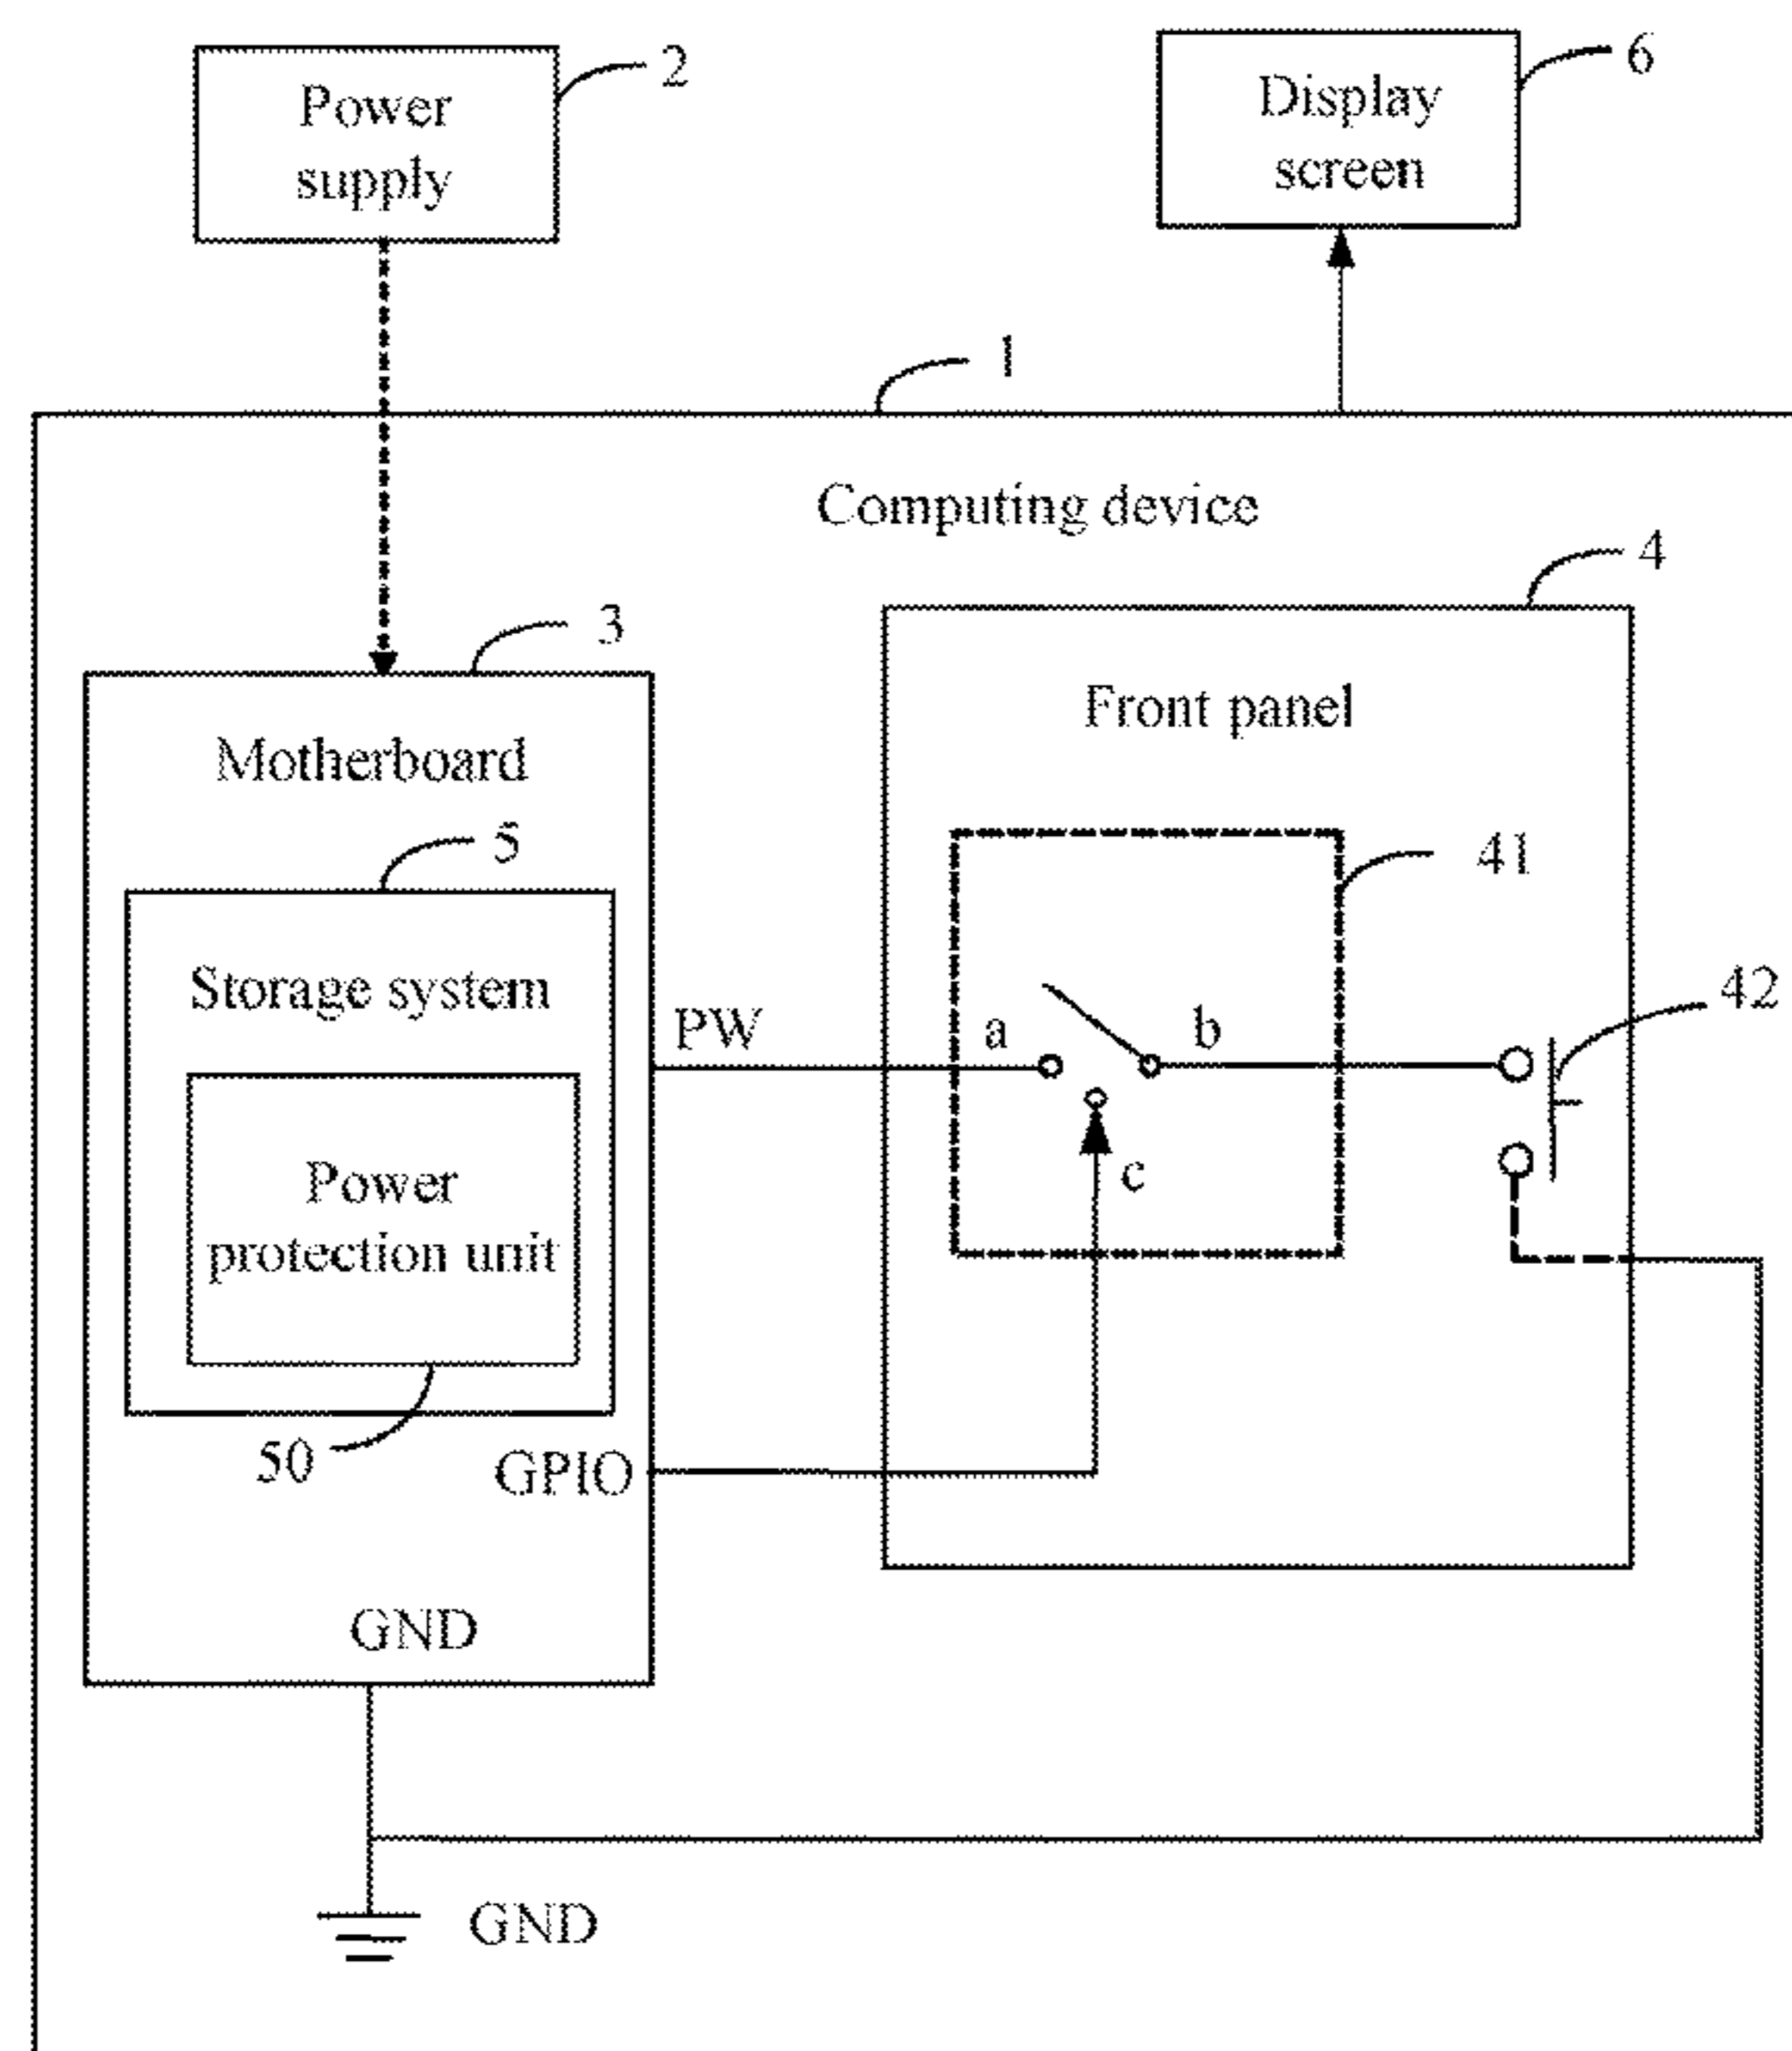 Power
supply
2
Display
screen
6
1
Computing device
3
4
Motherboard
Front panel
5
41
Storage system
42
PW
a
b
c
Power
protection unit
50
GPIO
GND
GND